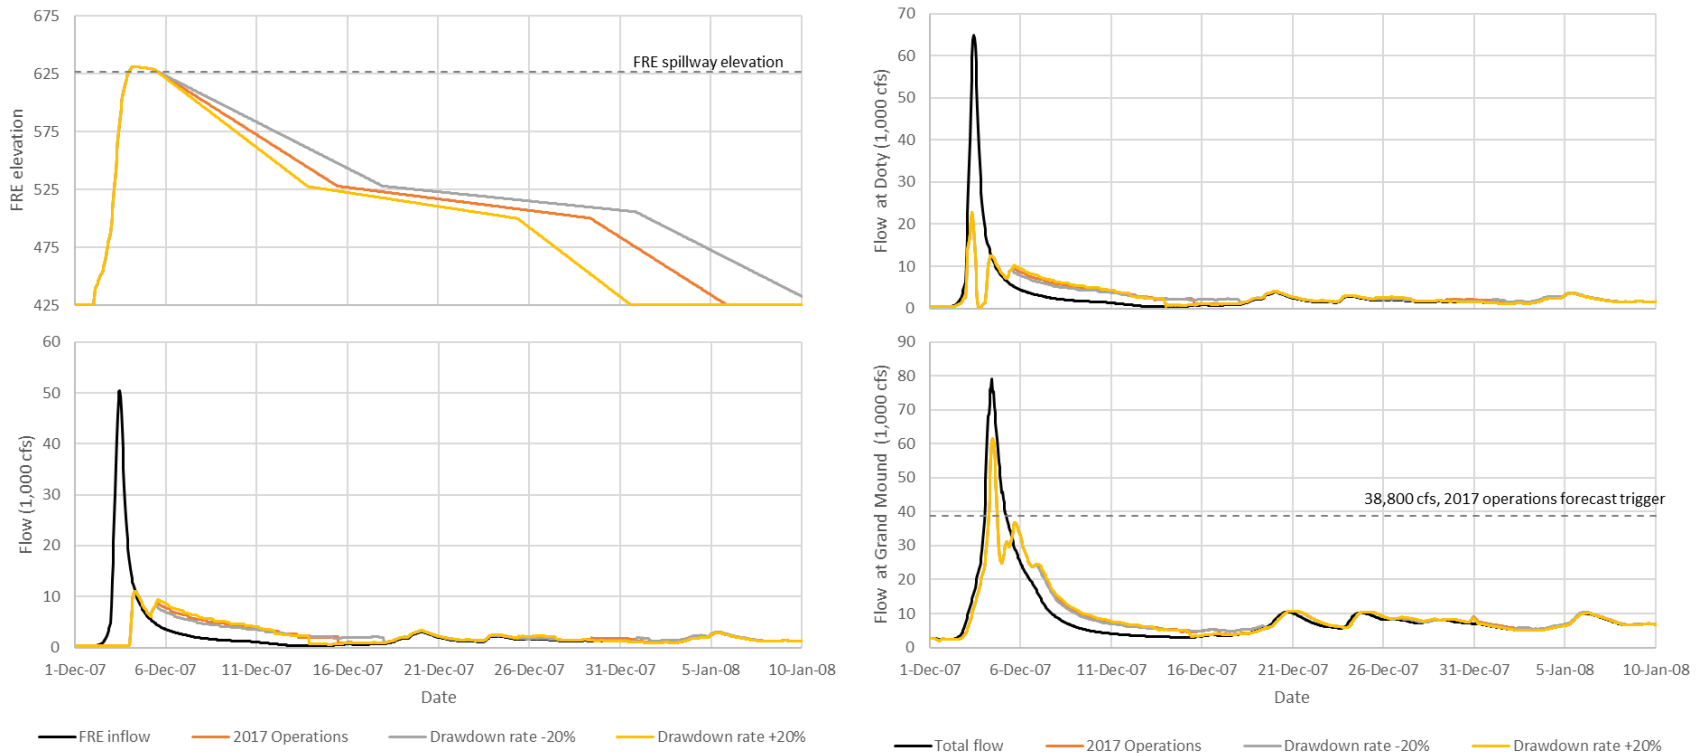 FRE elevation
675
625
575
525
475
425
FRE spillway elevation
Flow at Doty (1,000 cfs)
70
60
50
40
30
20
10
0
Flow (1,000 cfs)
60
50
40
30
20
10
0
1-Dec-07 6-Dec-07 11-Dec-07 16-Dec-07 21-Dec-07 26-Dec-07 31-Dec-07 5-Jan-08 10-Jan-08
Date
Flow at Grand Mound (1,000 cfs)
90
80
70
60
50
40
30
20
10
0
38,800 cfs, 2017 operations forecast trigger
1-Dec-07 6-Dec-07 11-Dec-07 16-Dec-07 21-Dec-07 26-Dec-07 31-Dec-07 5-Jan-08 10-Jan-08
Date
FRE inflow 2017 Operations Drawdown rate -20% Drawdown rate +20%
Total flow 2017 Operations Drawdown rate -20% Drawdown rate +20%